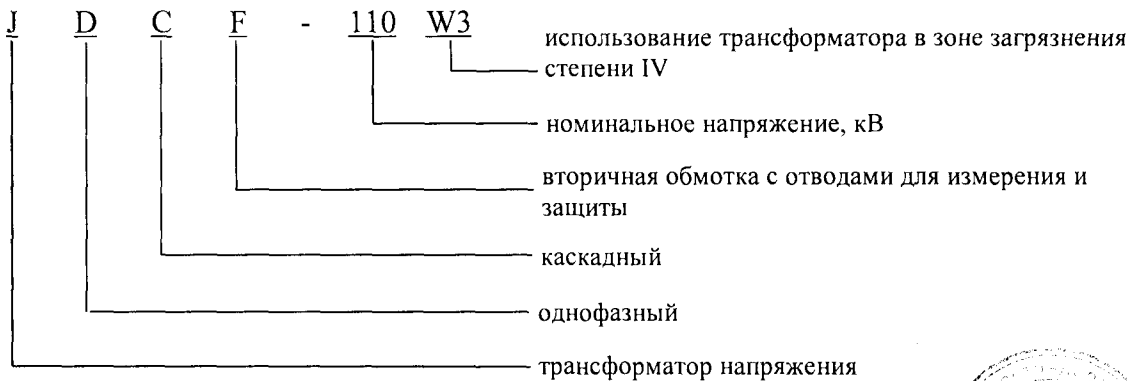 J D C F - 110 W3
использование трансформатора в зоне загрязнения
степени IV
номинальное напряжение, кВ
вторичная обмотка с отводами для измерения и
защиты
каскадный
однофазный
трансформатор напряжения